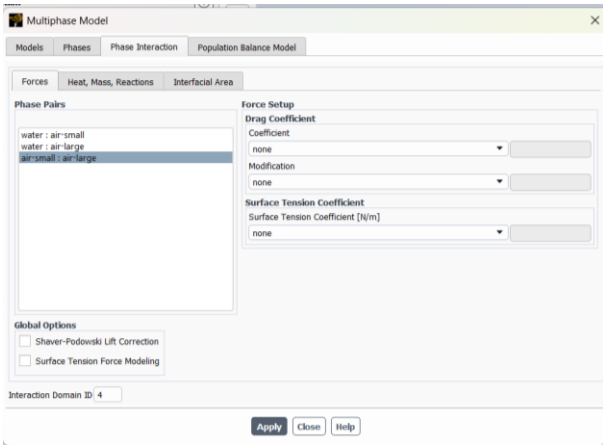 Multiphase Model
Models Phases Phase Interaction Population Balance Model
Forces Heat, Mass, Reactions Interfacial Area
Phase Pairs
water : air-small
water : air-large
air-small : air-large
Force Setup
Drag Coefficient
Coefficient
none
Modification
none
Surface Tension Coefficient
Surface Tension Coefficient [N/m]
none
Global Options
Shaver-Podowski Lift Correction
Surface Tension Force Modeling
Interaction Domain ID 4
Apply Close Help